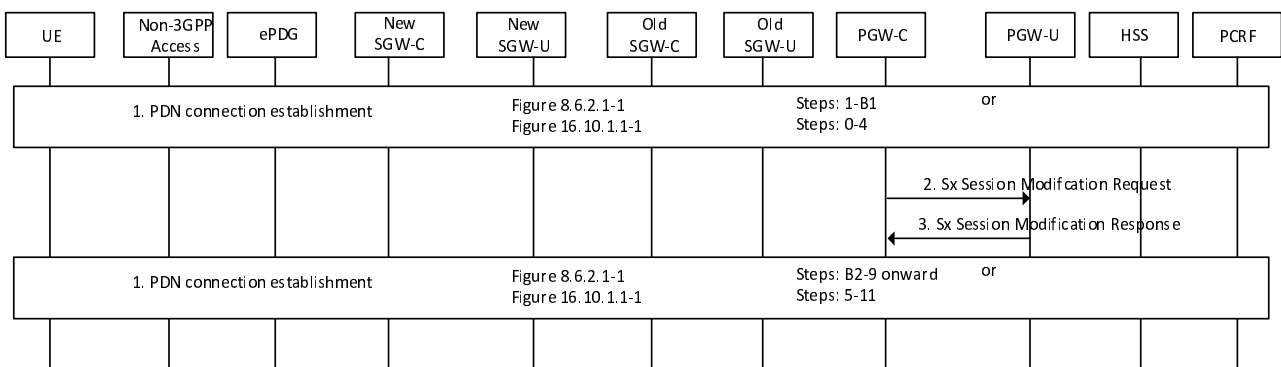 UE
Non-3GPP
Access
ePDG
New
SGW-C
New
SGW-U
Old
SGW-C
Old
SGW-U
PGW-C
PGW-U
HSS
PCRF
1. PDN connection establishment
Figure 8.6.2.1-1
Steps: 1-B1
or
Figure 16.10.1.1-1
Steps: 0-4
2. Sx Session Modifcation Request
3. Sx Session Modification Response
1. PDN connection establishment
Figure 8.6.2.1-1
Steps: B2-9 onward
or
Figure 16.10.1.1-1
Steps: 5-11